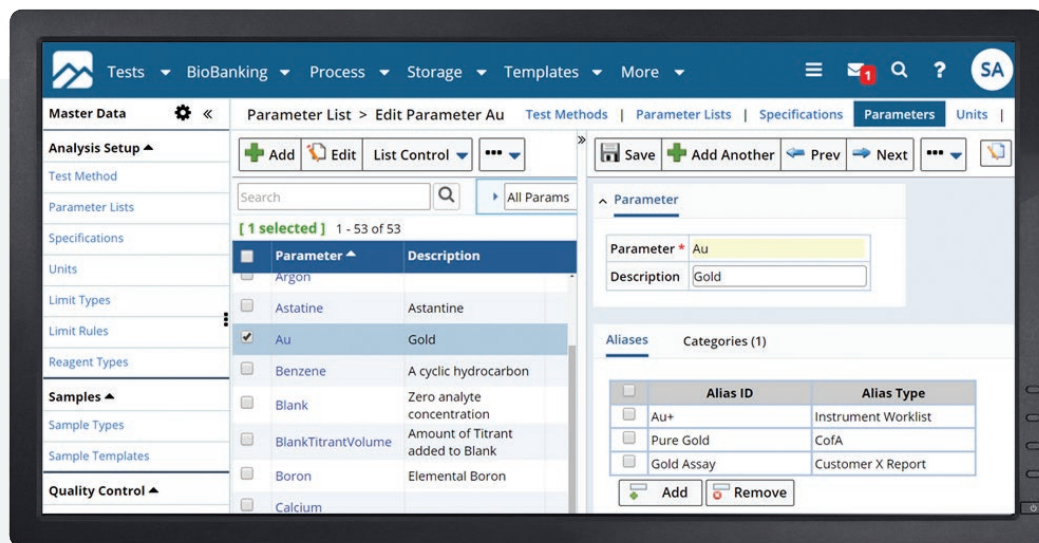 Tests BioBanking Process Storage Templates More 1 ? SA
Master Data « Parameter List > Edit Parameter Au Test Methods | Parameter Lists | Specifications Parameters Units |
Analysis Setup
Test Method
Parameter Lists
Specifications
Units
Limit Types
Limit Rules
Reagent Types
Samples
Sample Types
Sample Templates
Quality Control
Add Edit List Control ••• »
Search All Params
[ 1 selected ] 1 - 53 of 53
Parameter Description
Argon
Astatine Astantine
Au Gold
Benzene A cyclic hydrocarbon
Blank Zero analyte
concentration
BlankTitrantVolume Amount of Titrant
added to Blank
Boron Elemental Boron
Calcium
Save Add Another Prev Next •••
Parameter
Parameter * Au
Description Gold
Aliases Categories (1)
Alias ID Alias Type
Au+ Instrument Worklist
Pure Gold CofA
Gold Assay Customer X Report
Add Remove